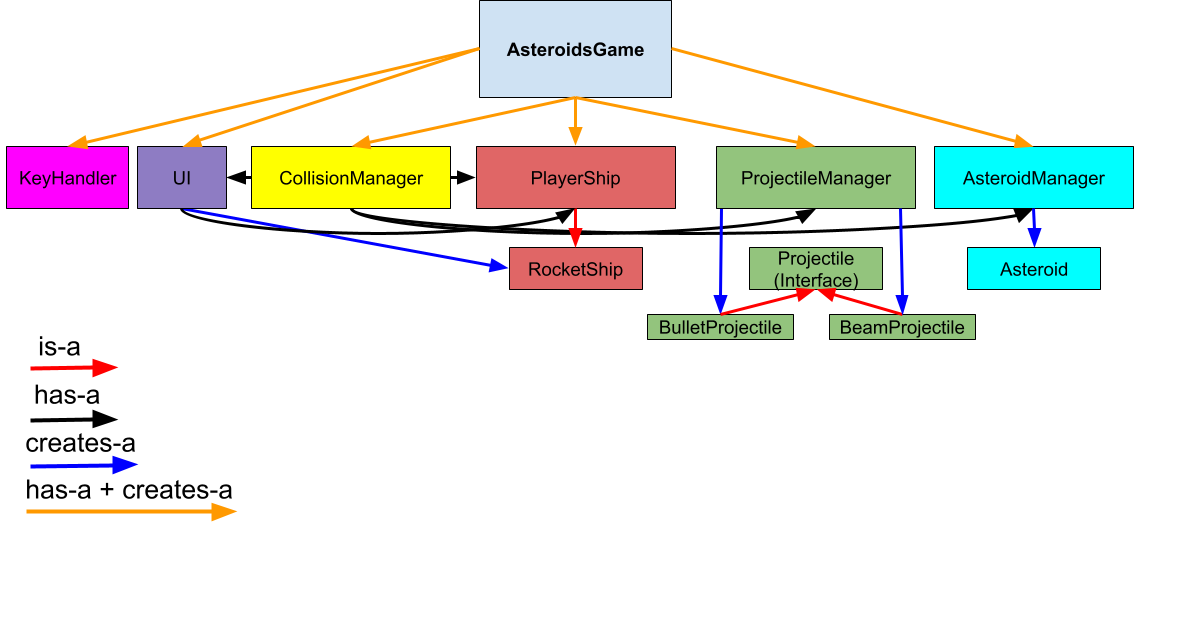 AsteroidsGame
KeyHandler
UI
CollisionManager
PlayerShip
ProjectileManager
AsteroidManager
RocketShip
Projectile
(Interface)
Asteroid
BulletProjectile
BeamProjectile
is-a
has-a
creates-a
has-a + creates-a